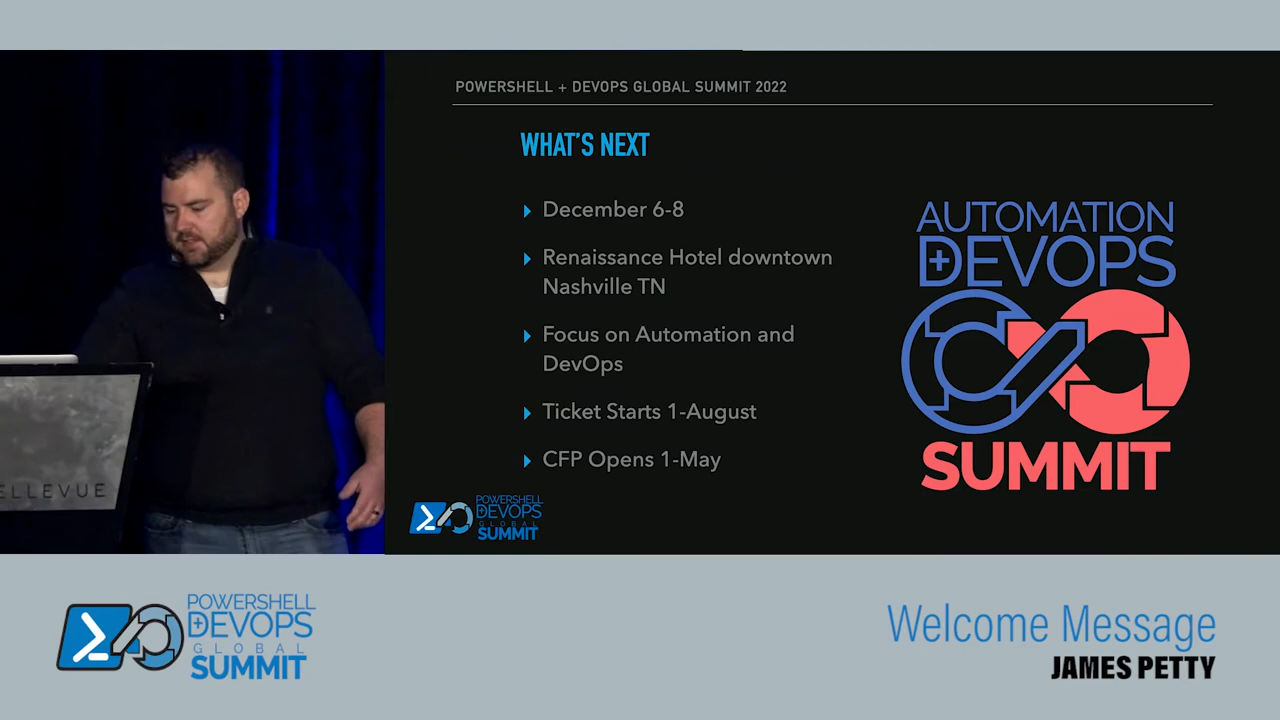 POWERSHELL + DEVOPS GLOBAL SUMMIT 2022
WHAT'S NEXT
December 6-8
Renaissance Hotel downtown
Nashville TN
Focus on Automation and
DevOps
Ticket Starts 1-August
CFP Opens 1-May
AUTOMATION
DEVOPS
SUMMIT
POWERSHELL
DEVOPS
GLOBAL
SUMMIT
ELLEVUE
POWERSHELL
DEVOPS
GLOBAL
SUMMIT
Welcome Message
JAMES PETTY